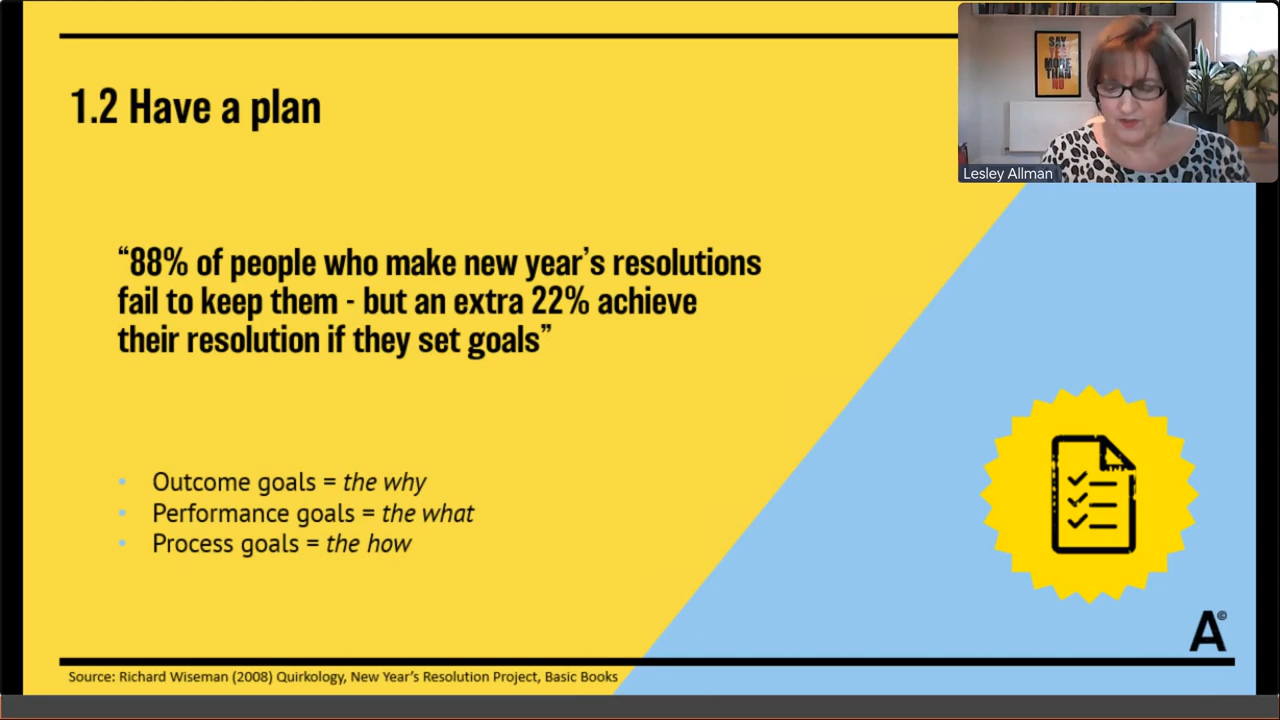 1.2 Have a plan
SAY
YES
MORE
THAN
NO
Lesley Allman
“88% of people who make new year’s resolutions
fail to keep them - but an extra 22% achieve
their resolution if they set goals”
• Outcome goals = the why
• Performance goals = the what
• Process goals = the how
A©
Source: Richard Wiseman (2008) Quirkology, New Year’s Resolution Project, Basic Books